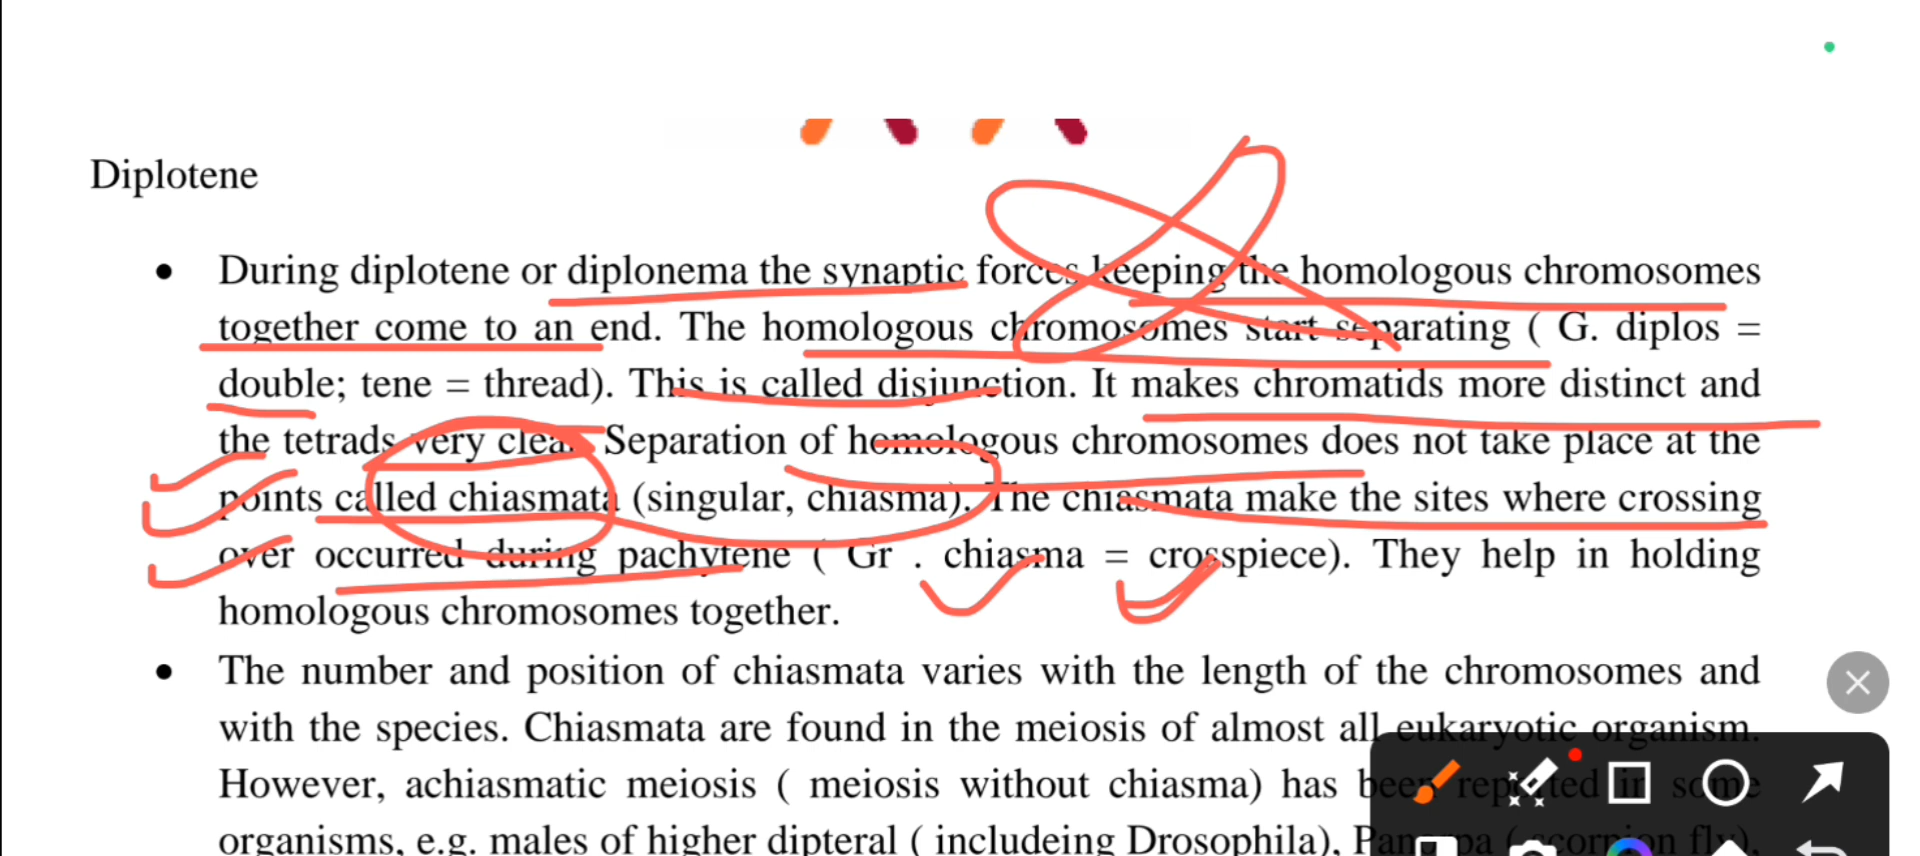 Diplotene
• During diplotene or diplonema the synaptic forces keeping the homologous chromosomes
together come to an end. The homologous chromosomes start separating ( G. diplos =
double; tene = thread). This is called disjunction. It makes chromatids more distinct and
the tetrads very clear. Separation of homologous chromosomes does not take place at the
points called chiasmata (singular, chiasma). The chiasmata make the sites where crossing
over occurred during pachytene ( Gr . chiasma = crosspiece). They help in holding
homologous chromosomes together.
• The number and position of chiasmata varies with the length of the chromosomes and
with the species. Chiasmata are found in the meiosis of almost all eukaryotic organism.
However, achiasmatic meiosis ( meiosis without chiasma) has been reported in some
organisms, e.g. males of higher dipteral ( includeing Drosophila), Panorpa ( scorpion fly),